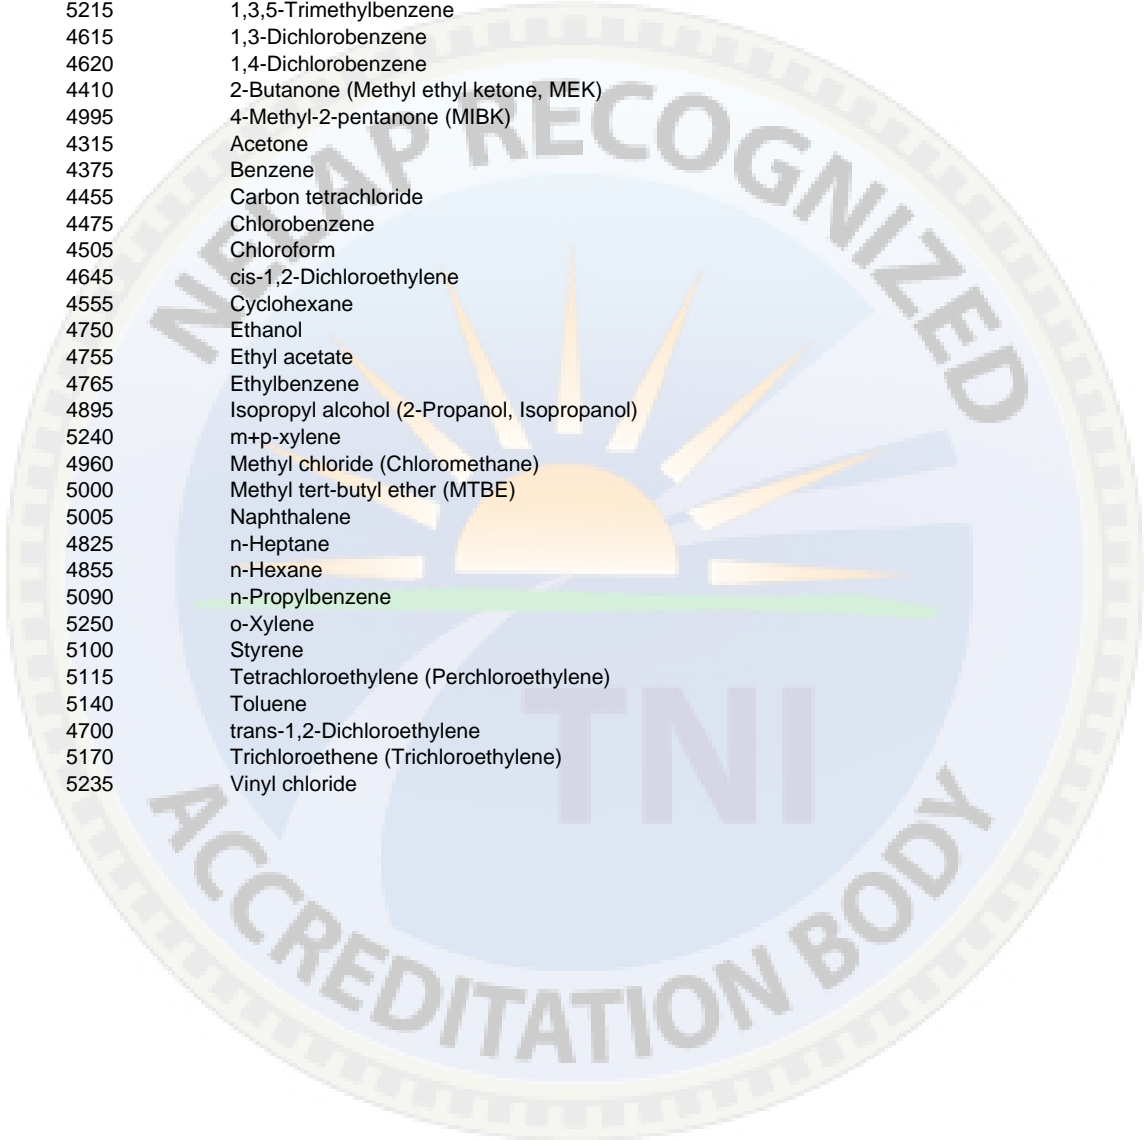 5215 1,3,5-Trimethylbenzene
4615 1,3-Dichlorobenzene
4620 1,4-Dichlorobenzene
4410 2-Butanone (Methyl ethyl ketone, MEK)
4995 4-Methyl-2-pentanone (MIBK)
4315 Acetone
4375 Benzene
4455 Carbon tetrachloride
4475 Chlorobenzene
4505 Chloroform
4645 cis-1,2-Dichloroethylene
4555 Cyclohexane
4750 Ethanol
4755 Ethyl acetate
4765 Ethylbenzene
4895 Isopropyl alcohol (2-Propanol, Isopropanol)
5240 m+p-xylene
4960 Methyl chloride (Chloromethane)
5000 Methyl tert-butyl ether (MTBE)
5005 Naphthalene
4825 n-Heptane
4855 n-Hexane
5090 n-Propylbenzene
5250 o-Xylene
5100 Styrene
5115 Tetrachloroethylene (Perchloroethylene)
5140 Toluene
4700 trans-1,2-Dichloroethylene
5170 Trichloroethene (Trichloroethylene)
5235 Vinyl chloride
NELAP RECOGNIZED
TNI
ACCREDITATION BODY